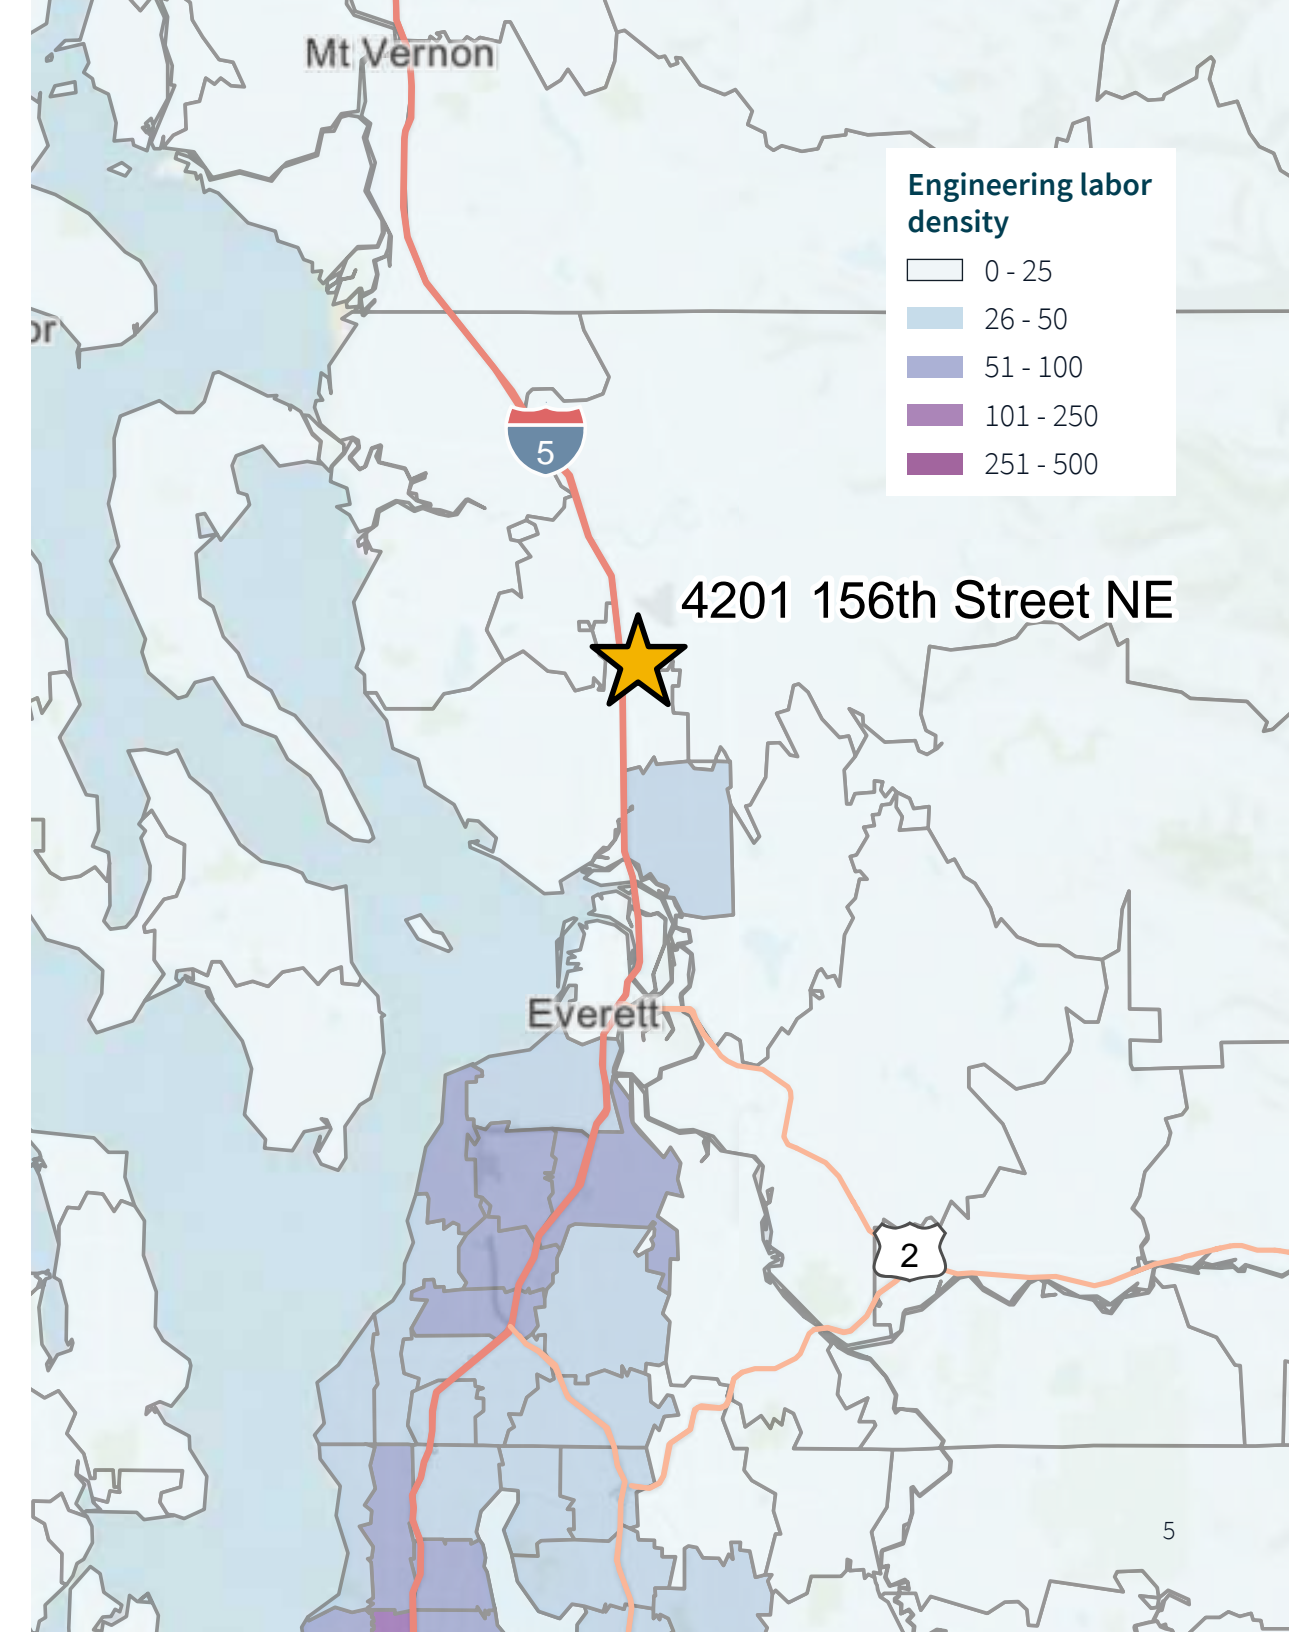 Mt Vernon
Engineering labor
density
0 - 25
or
26 - 50
51 - 100
101 - 250
5
251 - 500
4201 156th Street NE
Everett
2
5